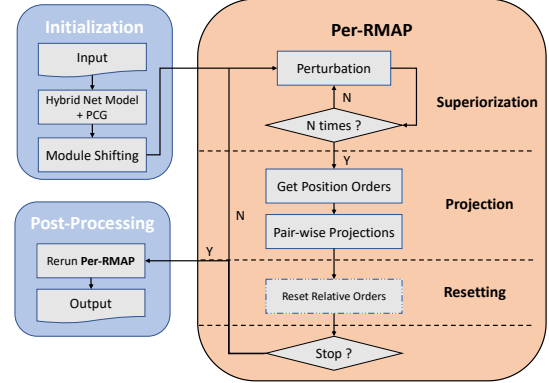 Initialization
Input
Hybrid Net Model
+ PCG
Module Shifting
Post-Processing
Rerun Per-RMAP
Output
Per-RMAP
Perturbation
N
Superiorization
N times ?
Y
Get Position Orders
N
Projection
Pair-wise Projections
Y
Reset Relative Orders
Resetting
Stop ?